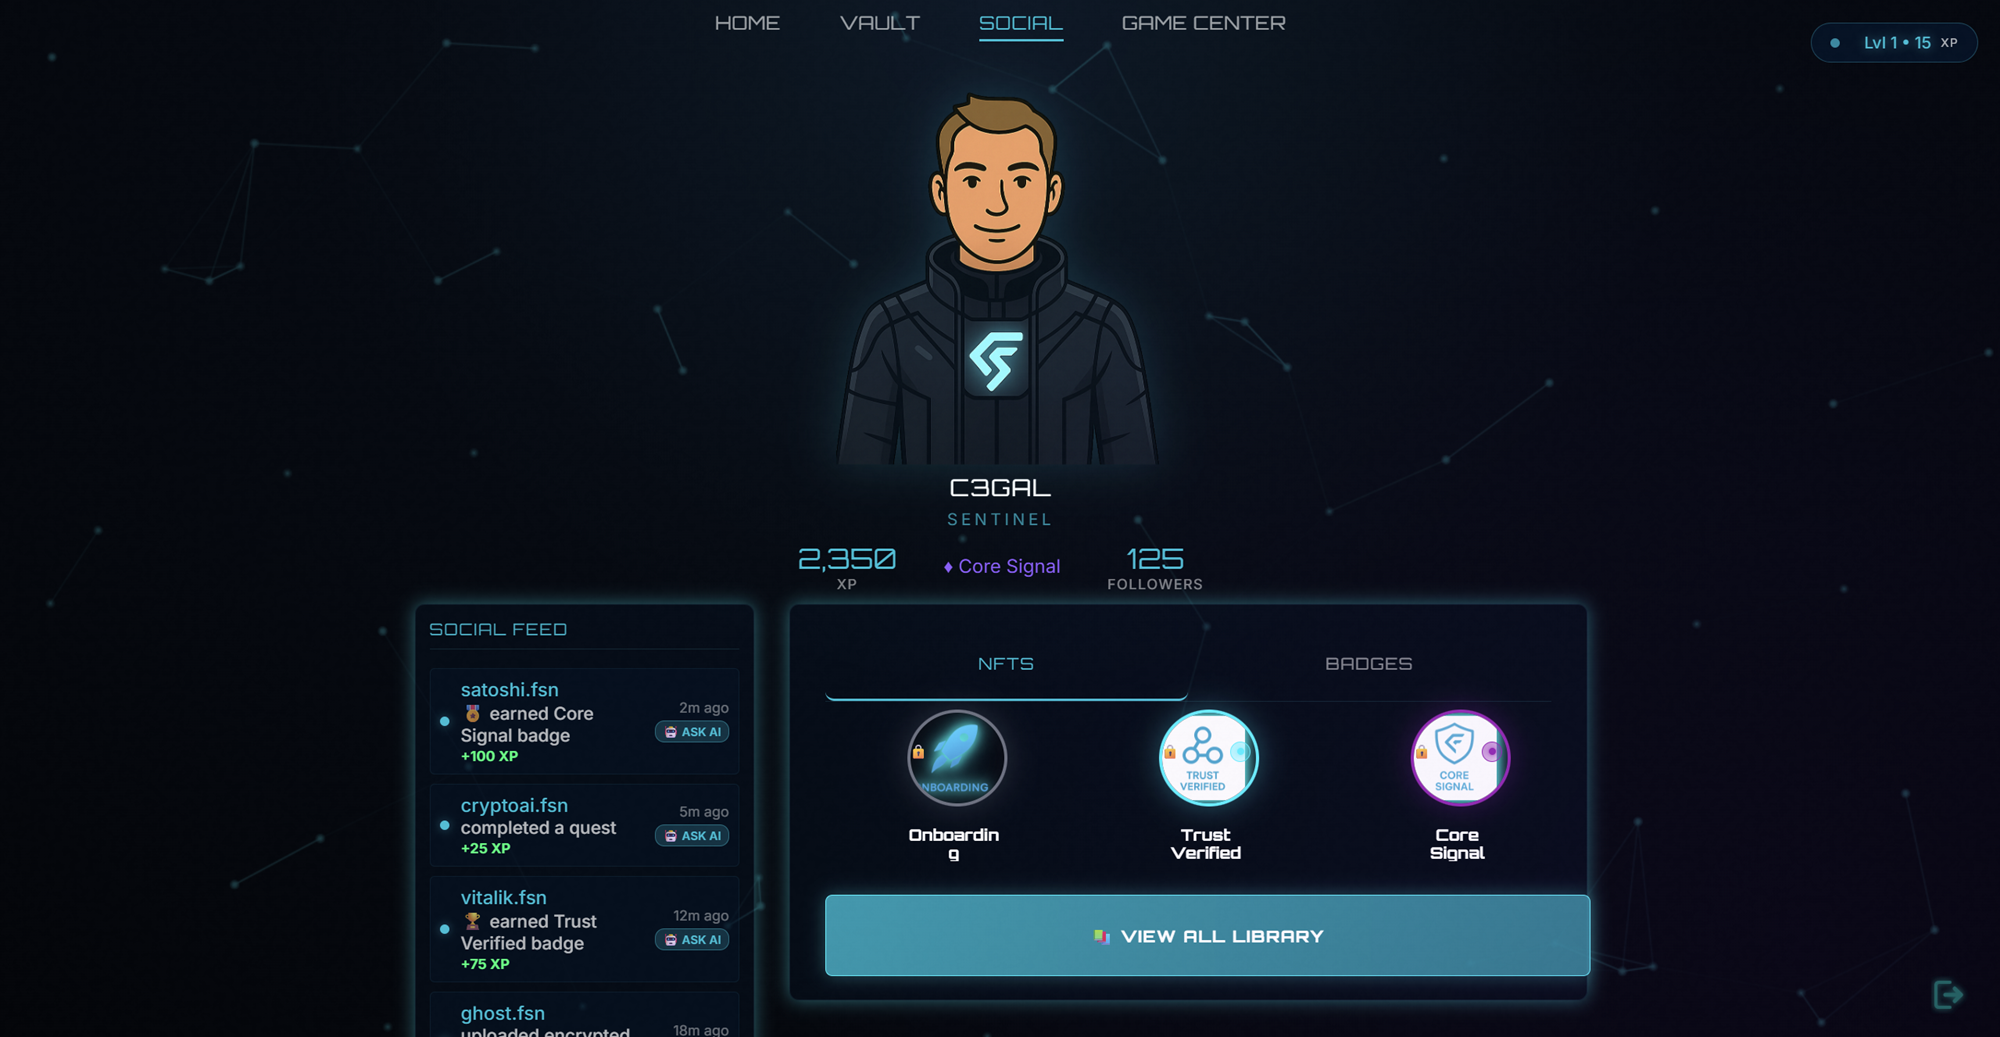 HOME VAULT SOCIAL GAME CENTER
Lvl 1 • 15 XP
C3GAL
SENTINEL
2,350
XP
♦ Core Signal
125
FOLLOWERS
SOCIAL FEED
satoshi.fsn
🏅 earned Core
Signal badge
+100 XP
2m ago
ASK AI
cryptoai.fsn
completed a quest
+25 XP
5m ago
ASK AI
vitalik.fsn
🏆 earned Trust
Verified badge
+75 XP
12m ago
ASK AI
ghost.fsn
uploaded encrypted
18m ago
NFTS BADGES
NBOARDING
Onboardin
g
TRUST
VERIFIED
Trust
Verified
CORE
SIGNAL
Core
Signal
VIEW ALL LIBRARY